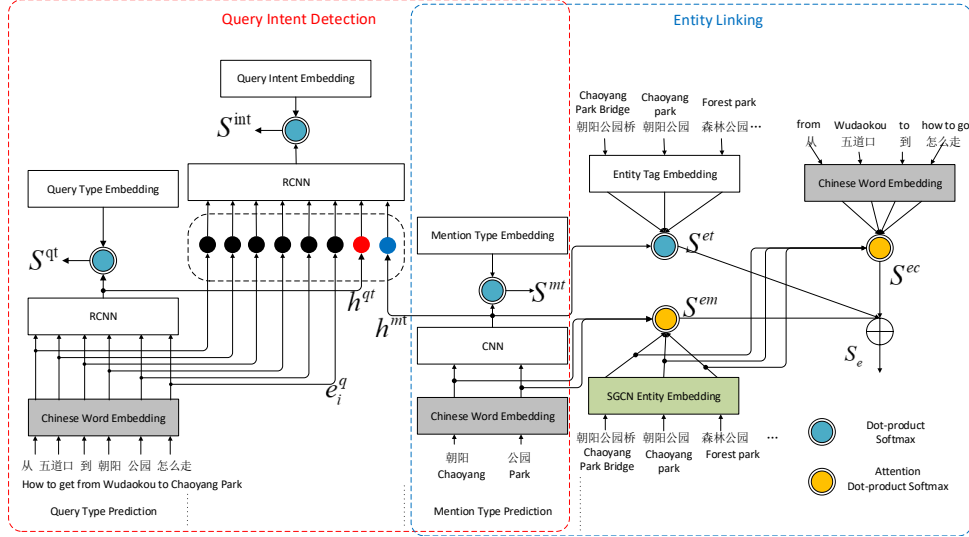 Query Intent Detection
Entity Linking
Query Intent Embedding
S^int
RCNN
Query Type Embedding
S^qt
RCNN
h^qt
h^mt
e_i^q
Chinese Word Embedding
从 五道口 到 朝阳 公园 怎么走
How to get from Wudaokou to Chaoyang Park
Query Type Prediction
Mention Type Embedding
S^mt
CNN
Chinese Word Embedding
朝阳 公园
Chaoyang Park
Mention Type Prediction
Chaoyang Park Bridge
Chaoyang park
Forest park
朝阳公园桥 朝阳公园 森林公园…
Entity Tag Embedding
S^et
from Wudaokou to how to go
从 五道口 到 怎么走
Chinese Word Embedding
S^ec
S^em
S_e
SGCN Entity Embedding
朝阳公园桥 朝阳公园 森林公园 …
Chaoyang Park Bridge
Chaoyang park
Forest park
Dot-product
Softmax
Attention
Dot-product Softmax